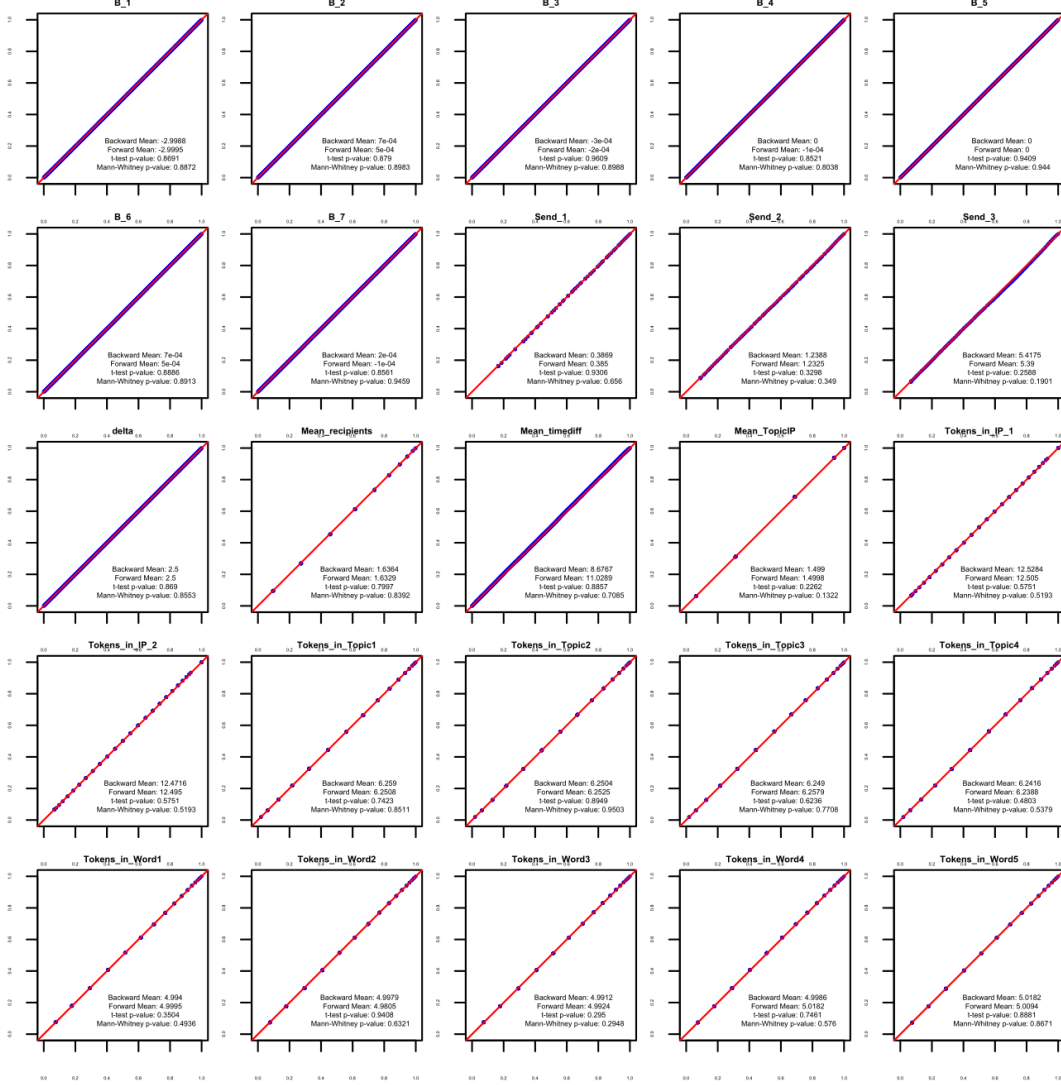 B_1
B_2
B_3
B_4
B_5
Backward Mean: -2.9988
Forward Mean: -2.9995
t-test p-value: 0.8691
Mann-Whitney p-value: 0.8872
Backward Mean: 7e-04
Forward Mean: 5e-04
t-test p-value: 0.879
Mann-Whitney p-value: 0.8983
Backward Mean: -3e-04
Forward Mean: -2e-04
t-test p-value: 0.9609
Mann-Whitney p-value: 0.8988
Backward Mean: 0
Forward Mean: -1e-04
t-test p-value: 0.8521
Mann-Whitney p-value: 0.8038
Backward Mean: 0
Forward Mean: 0
t-test p-value: 0.9409
Mann-Whitney p-value: 0.944
B_6
B_7
Send_1
Send_2
Send_3
Backward Mean: 7e-04
Forward Mean: 5e-04
t-test p-value: 0.8886
Mann-Whitney p-value: 0.8913
Backward Mean: 2e-04
Forward Mean: -1e-04
t-test p-value: 0.8561
Mann-Whitney p-value: 0.9459
Backward Mean: 0.3869
Forward Mean: 0.385
t-test p-value: 0.9306
Mann-Whitney p-value: 0.656
Backward Mean: 1.2388
Forward Mean: 1.2325
t-test p-value: 0.3298
Mann-Whitney p-value: 0.349
Backward Mean: 5.4175
Forward Mean: 5.39
t-test p-value: 0.2588
Mann-Whitney p-value: 0.1901
delta
Mean_recipients
Mean_timediff
Mean_TopicIP
Tokens_in_IP_1
Backward Mean: 2.5
Forward Mean: 2.5
t-test p-value: 0.869
Mann-Whitney p-value: 0.8553
Backward Mean: 1.6364
Forward Mean: 1.6329
t-test p-value: 0.7997
Mann-Whitney p-value: 0.8392
Backward Mean: 8.6767
Forward Mean: 11.0289
t-test p-value: 0.8857
Mann-Whitney p-value: 0.7085
Backward Mean: 1.499
Forward Mean: 1.4998
t-test p-value: 0.2262
Mann-Whitney p-value: 0.1322
Backward Mean: 12.5284
Forward Mean: 12.505
t-test p-value: 0.5751
Mann-Whitney p-value: 0.5193
Tokens_in_IP_2
Tokens_in_Topic1
Tokens_in_Topic2
Tokens_in_Topic3
Tokens_in_Topic4
Backward Mean: 12.4716
Forward Mean: 12.495
t-test p-value: 0.5751
Mann-Whitney p-value: 0.5193
Backward Mean: 6.259
Forward Mean: 6.2508
t-test p-value: 0.7423
Mann-Whitney p-value: 0.8511
Backward Mean: 6.2504
Forward Mean: 6.2525
t-test p-value: 0.8949
Mann-Whitney p-value: 0.9503
Backward Mean: 6.249
Forward Mean: 6.2579
t-test p-value: 0.6236
Mann-Whitney p-value: 0.7708
Backward Mean: 6.2416
Forward Mean: 6.2388
t-test p-value: 0.4803
Mann-Whitney p-value: 0.5379
Tokens_in_Word1
Tokens_in_Word2
Tokens_in_Word3
Tokens_in_Word4
Tokens_in_Word5
Backward Mean: 4.994
Forward Mean: 4.9995
t-test p-value: 0.3504
Mann-Whitney p-value: 0.4936
Backward Mean: 4.9979
Forward Mean: 4.9805
t-test p-value: 0.9408
Mann-Whitney p-value: 0.6321
Backward Mean: 4.9912
Forward Mean: 4.9924
t-test p-value: 0.295
Mann-Whitney p-value: 0.2948
Backward Mean: 4.9986
Forward Mean: 5.0182
t-test p-value: 0.7461
Mann-Whitney p-value: 0.576
Backward Mean: 5.0182
Forward Mean: 5.0094
t-test p-value: 0.8881
Mann-Whitney p-value: 0.8671